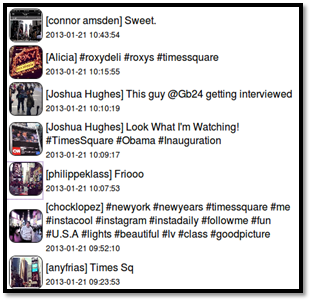 [connor amsden] Sweet.
2013-01-21 10:43:54
[Alicia] #roxydeli #roxys #timessquare
2013-01-21 10:15:55
[Joshua Hughes] This guy @Gb24 getting interviewed
2013-01-21 10:10:19
[Joshua Hughes] Look What I'm Watching!
#TimesSquare #Obama #Inauguration
2013-01-21 10:09:17
[philippeklass] Friooo
2013-01-21 10:07:53
[chocklopez] #newyork #newyears #timessquare #me
#instacool #instagram #instadaily #followme #fun
#U.S.A #lights #beautiful #lv #class #goodpicture
2013-01-21 09:52:10
[anyfrias] Times Sq
2013-01-21 09:23:53